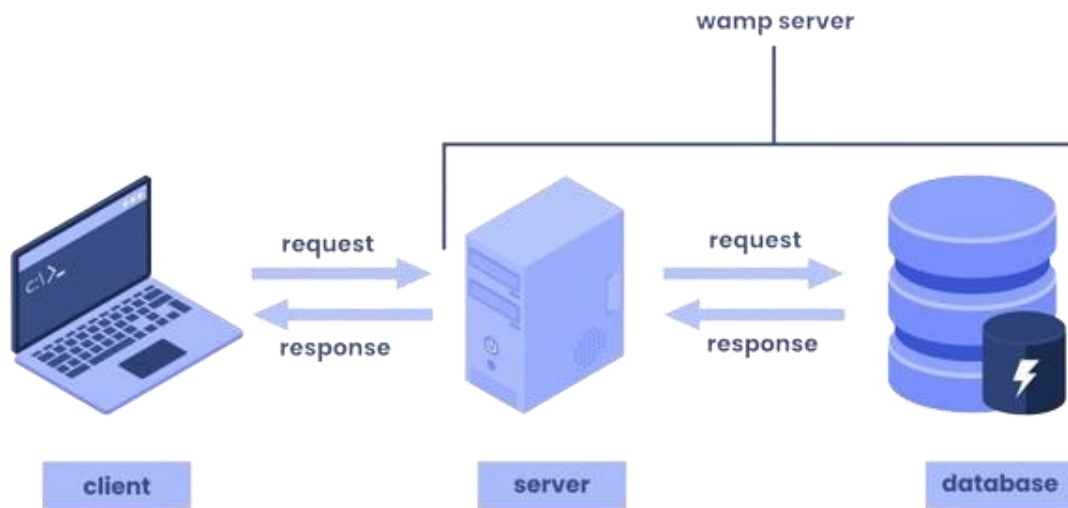 wamp server
request
request
response
response
c:\>_
client
server
database